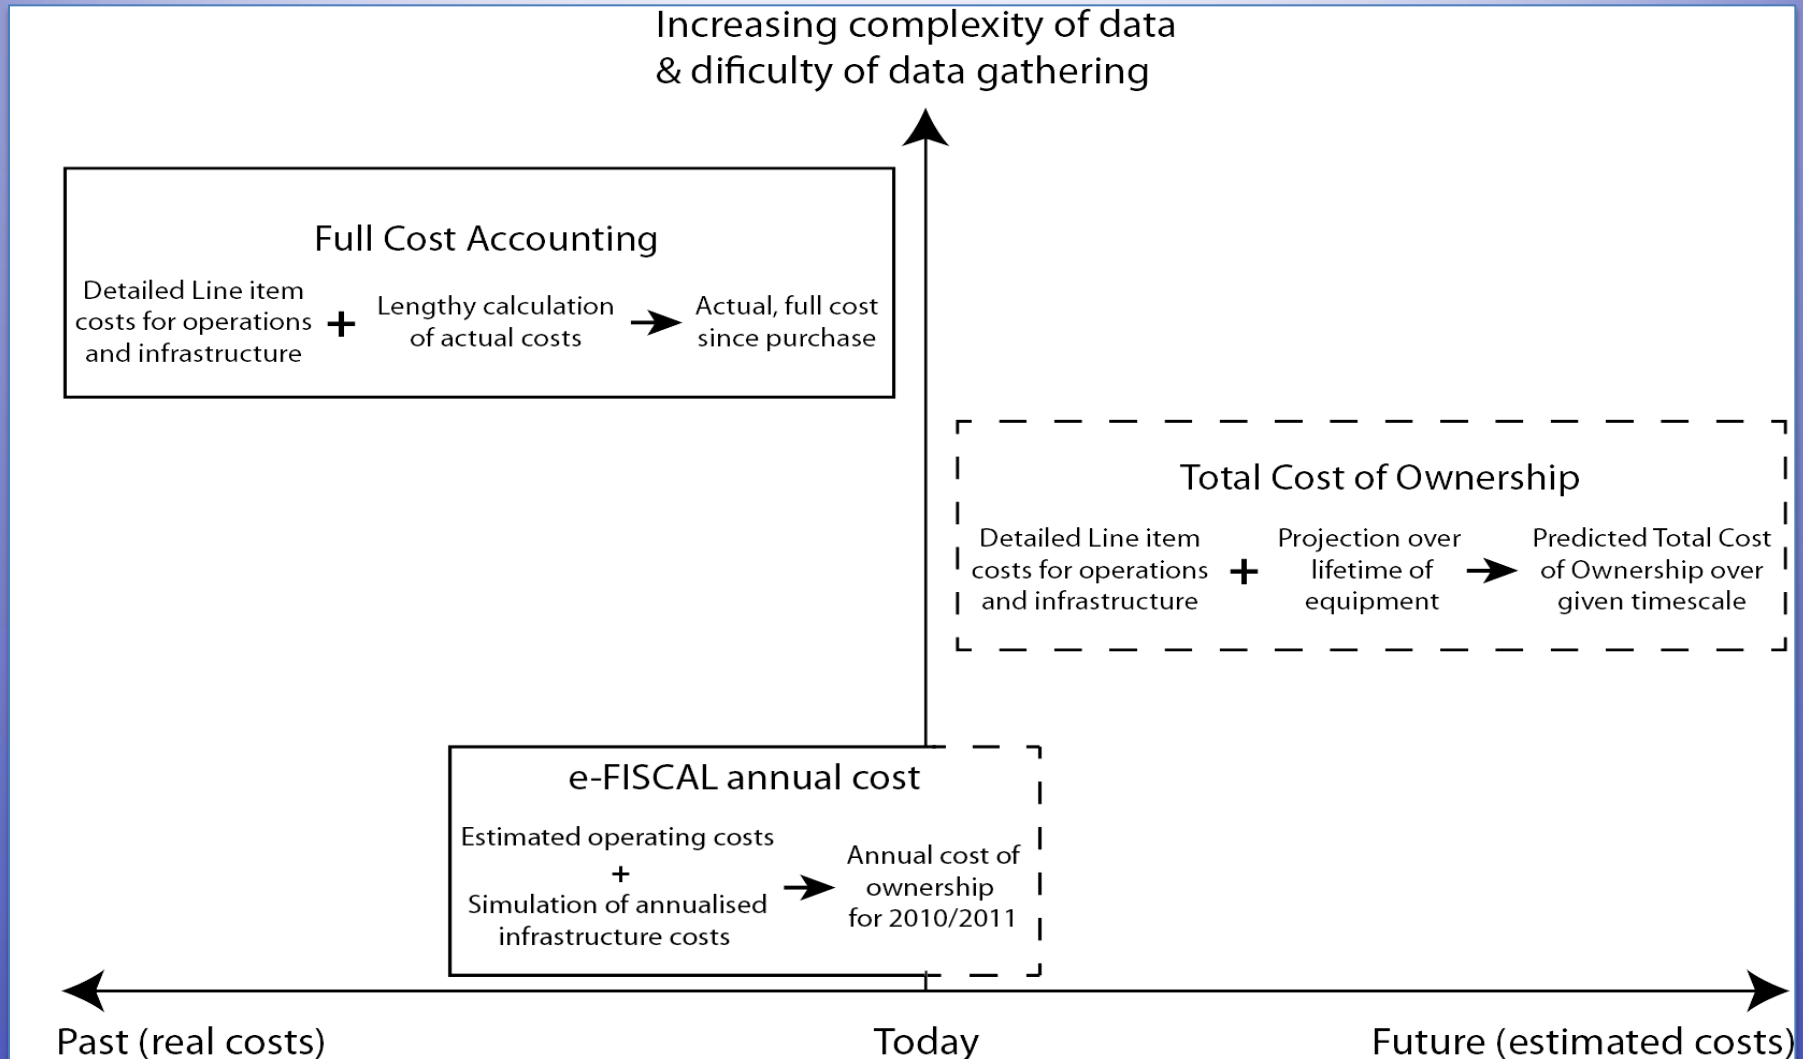 Increasing complexity of data
& dificulty of data gathering
Full Cost Accounting
Detailed Line item
costs for operations
and infrastructure
+
Lengthy calculation
of actual costs
Actual, full cost
since purchase
Total Cost of Ownership
Detailed Line item
costs for operations
and infrastructure
+
Projection over
lifetime of
equipment
Predicted Total Cost
of Ownership over
given timescale
e-FISCAL annual cost
Estimated operating costs
+
Simulation of annualised
infrastructure costs
Annual cost of
ownership
for 2010/2011
Past (real costs)
Today
Future (estimated costs)